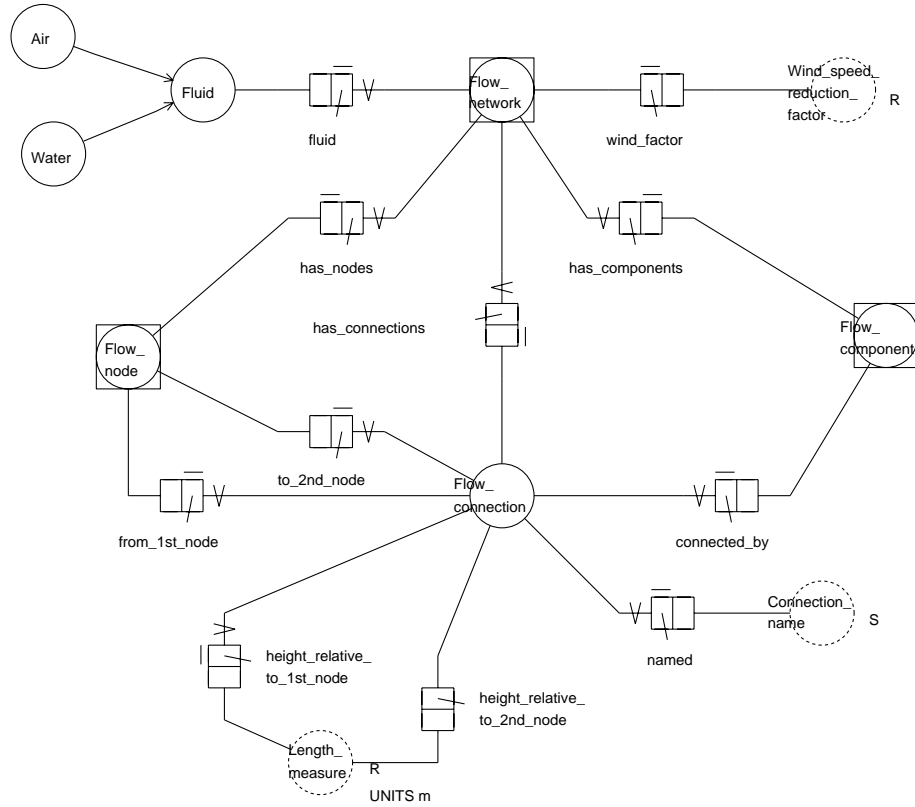 Air
Fluid
Flow_
network
Wind_speed_
reduction_
factor
R
Water
fluid
wind_factor
has_nodes
has_components
has_connections
Flow_
node
Flow_
component
to_2nd_node
Flow_
connection
from_1st_node
connected_by
Connection_
name
S
named
height_relative_
to_1st_node
height_relative_
to_2nd_node
Length_
measure
R
UNITS m